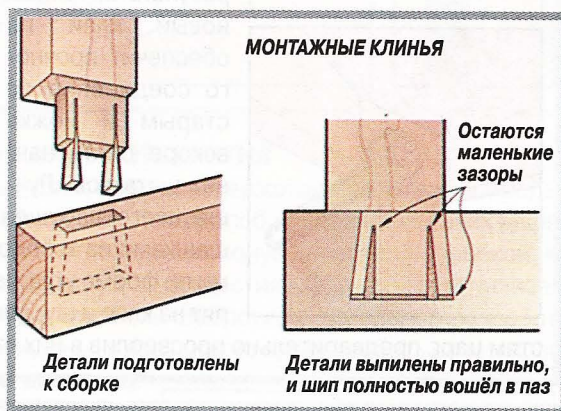 МОНТАЖНЫЕ КЛИНЬЯ
Остаются
маленькие
зазоры
Детали подготовлены
к сборке
Детали выпилены правильно,
и шип полностью вошёл в паз